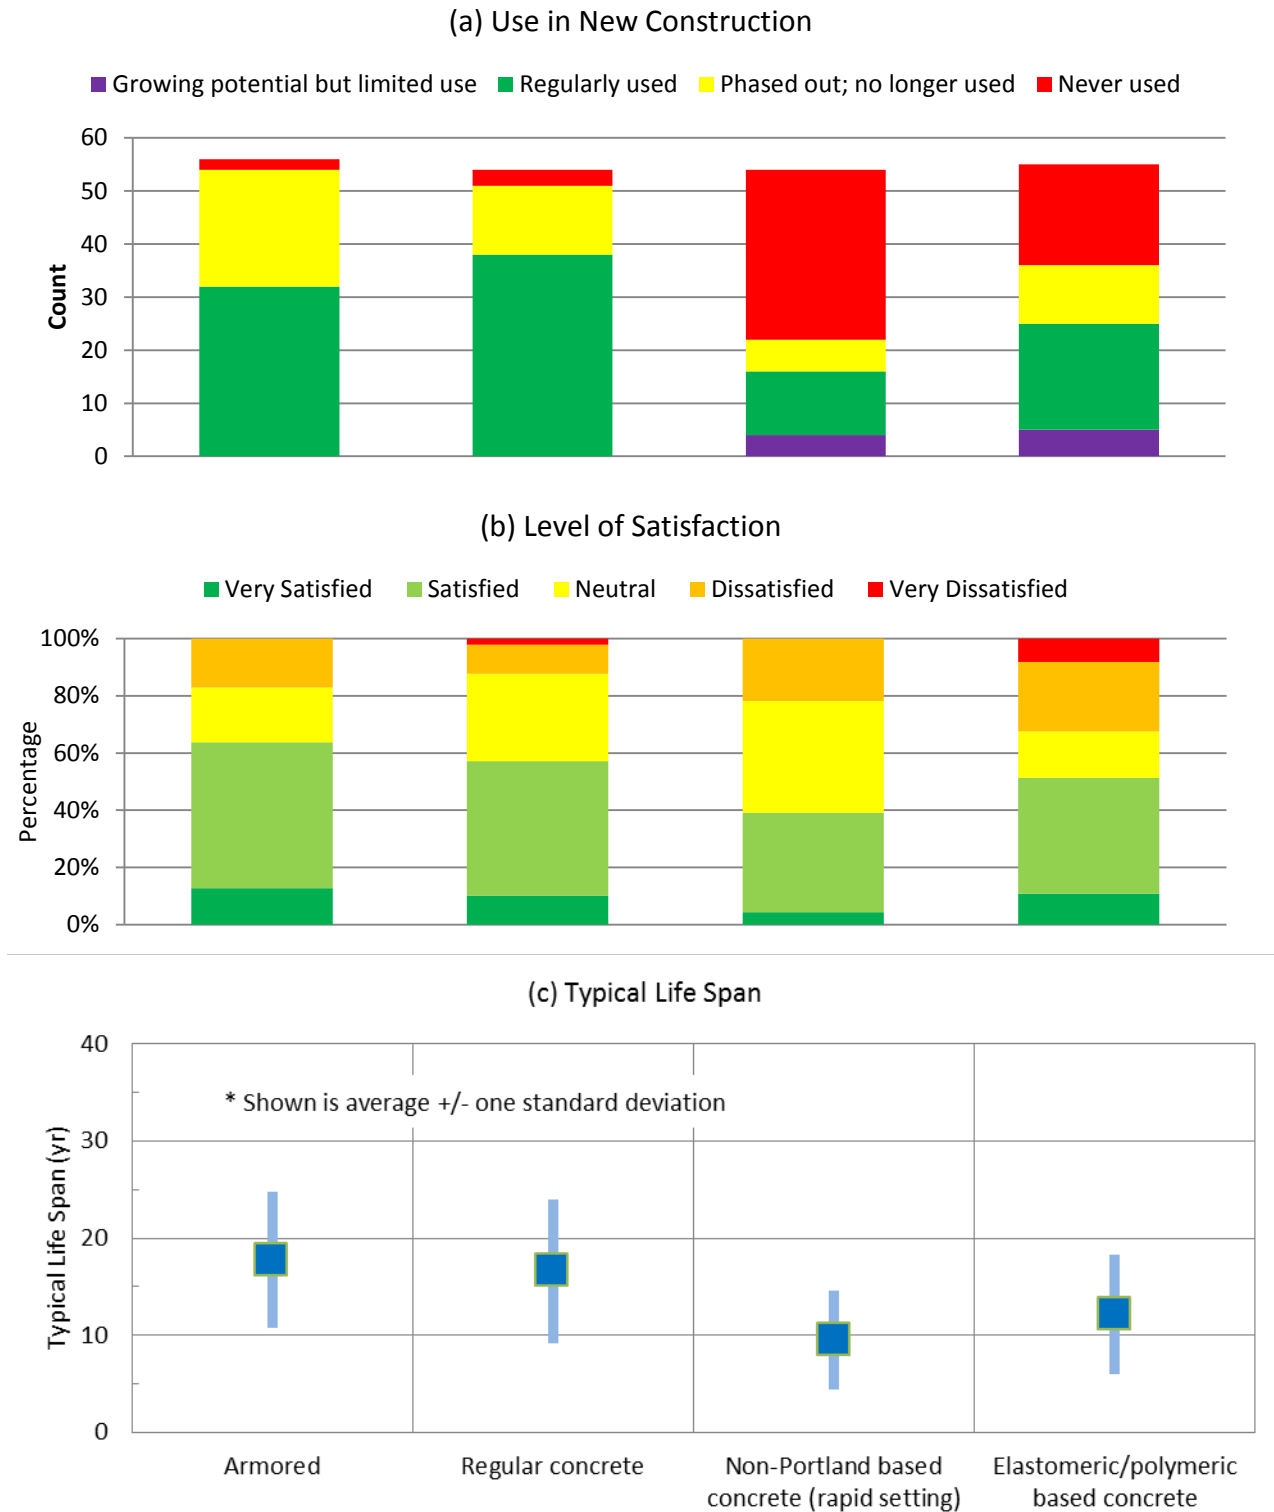 (a) Use in New Construction
Growing potential but limited use Regularly used Phased out; no longer used Never used
60
50
40
30
20
10
0
Count
(b) Level of Satisfaction
Very Satisfied Satisfied Neutral Dissatisfied Very Dissatisfied
100%
80%
60%
40%
20%
0%
Percentage
(c) Typical Life Span
40
30
20
10
0
Typical Life Span (yr)
* Shown is average +/- one standard deviation
Armored
Regular concrete
Non-Portland based
concrete (rapid setting)
Elastomeric/polymeric
based concrete